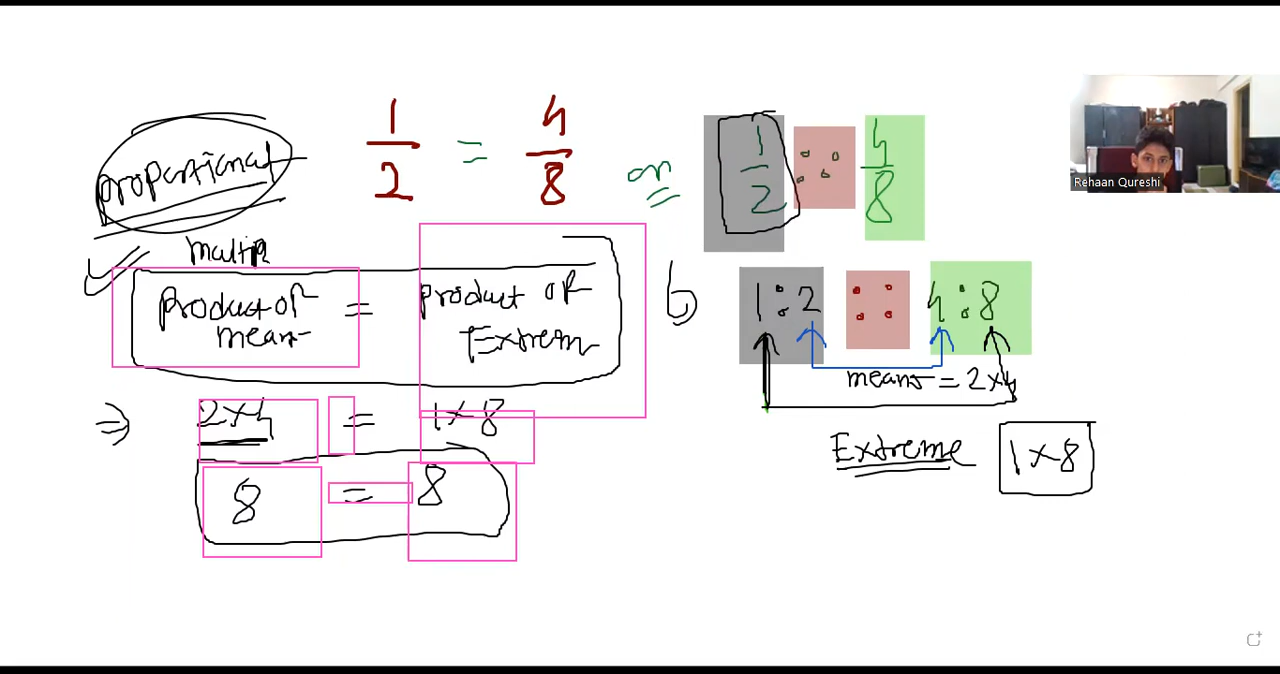 proportional
1/2 = 4/8 or 1/2 :: 4/8
multip
product of means = product of Extrem
1:2 :: 4:8
means = 2×4
⇒ 2×4 = 1×8
Extreme 1×8
8 = 8
Rehaan Qureshi